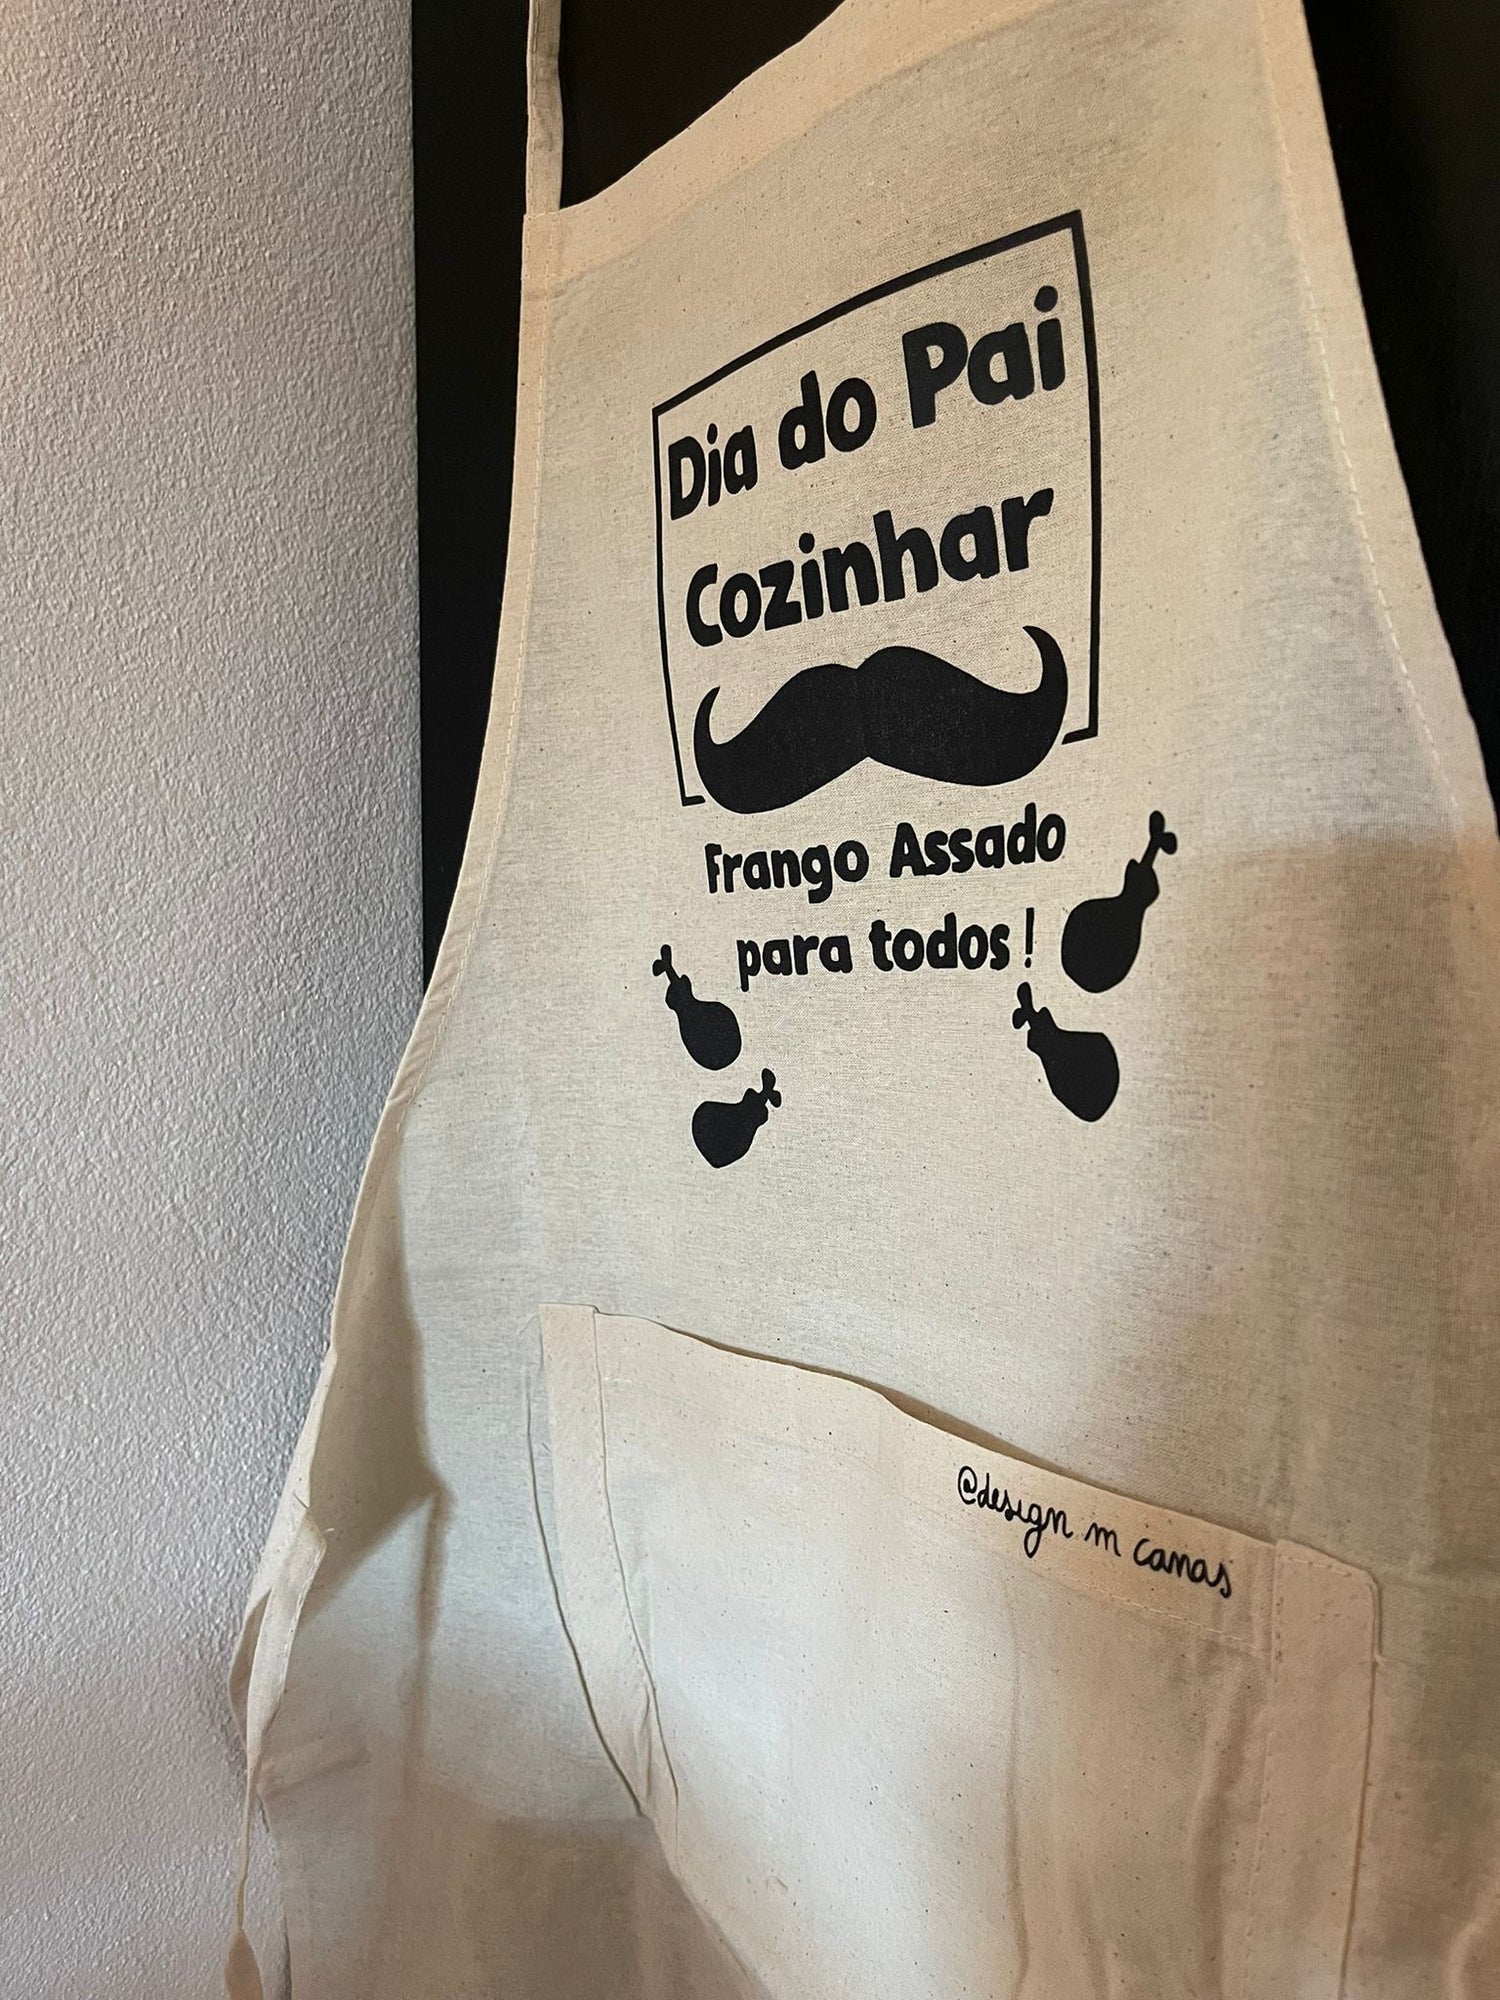 Dia do Pai
Cozinhar
Frango Assado
para todos!
@design m canas